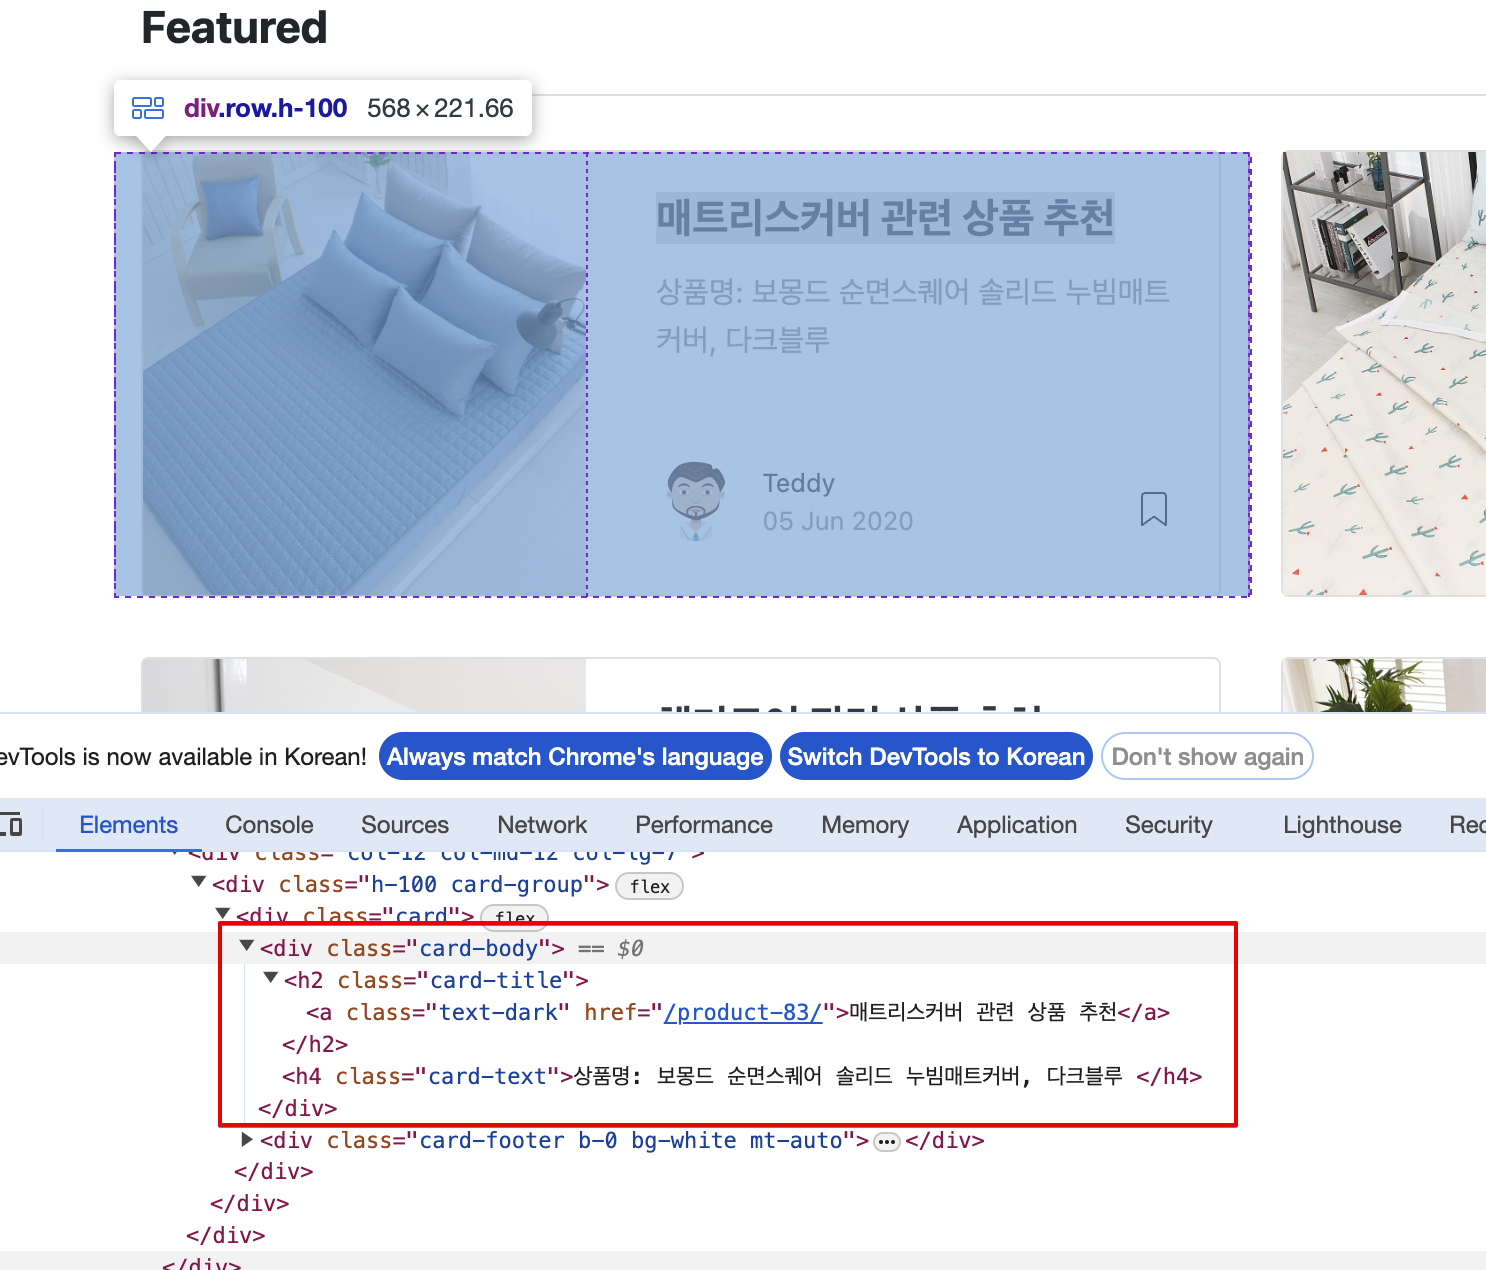 Featured
div.row.h-100 568×221.66
매트리스커버 관련 상품 추천
상품명: 보몽드 순면스퀘어 솔리드 누빔매트
커버, 다크블루
Teddy
05 Jun 2020
evTools is now available in Korean! Always match Chrome's language Switch DevTools to Korean Don't show again
Elements Console Sources Network Performance Memory Application Security Lighthouse Rec
<div class="col-12 col-md-12 col-lg-7">
<div class="h-100 card-group"> flex
<div class="card"> flex
<div class="card-body"> == $0
<h2 class="card-title">
<a class="text-dark" href="/product-83/">매트리스커버 관련 상품 추천</a>
</h2>
<h4 class="card-text">상품명: 보몽드 순면스퀘어 솔리드 누빔매트커버, 다크블루 </h4>
</div>
<div class="card-footer b-0 bg-white mt-auto"> ••• </div>
</div>
</div>
</div>
</div>